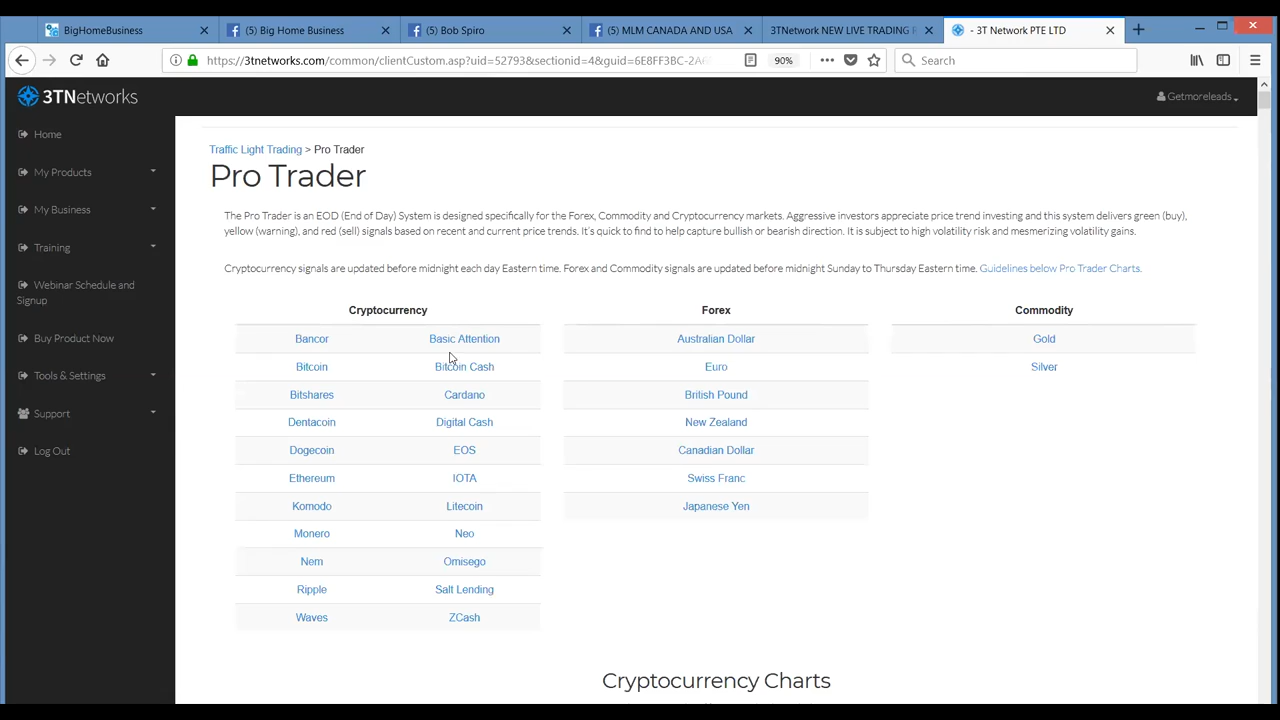 BigHomeBusiness
(5) Big Home Business
(5) Bob Spiro
(5) MLM CANADA AND USA
3TNetwork NEW LIVE TRADING
- 3T Network PTE LTD
https://3tnetworks.com/common/clientCustom.asp?uid=52793&sectionid=4&guid=6E8FF3BC-2A
90%
Search
3TNetworks
Getmoreleads
Home
My Products
My Business
Training
Webinar Schedule and
Signup
Buy Product Now
Tools & Settings
Support
Log Out
Traffic Light Trading > Pro Trader
Pro Trader
The Pro Trader is an EOD (End of Day) System is designed specifically for the Forex, Commodity and Cryptocurrency markets. Aggressive investors appreciate price trend investing and this system delivers green (buy),
yellow (warning), and red (sell) signals based on recent and current price trends. It's quick to find to help capture bullish or bearish direction. It is subject to high volatility risk and mesmerizing volatility gains.
Cryptocurrency signals are updated before midnight each day Eastern time. Forex and Commodity signals are updated before midnight Sunday to Thursday Eastern time. Guidelines below Pro Trader Charts.
Cryptocurrency
Bancor Basic Attention
Bitcoin Bitcoin Cash
Bitshares Cardano
Dentacoin Digital Cash
Dogecoin EOS
Ethereum IOTA
Komodo Litecoin
Monero Neo
Nem Omisego
Ripple Salt Lending
Waves ZCash
Forex
Australian Dollar
Euro
British Pound
New Zealand
Canadian Dollar
Swiss Franc
Japanese Yen
Commodity
Gold
Silver
Cryptocurrency Charts